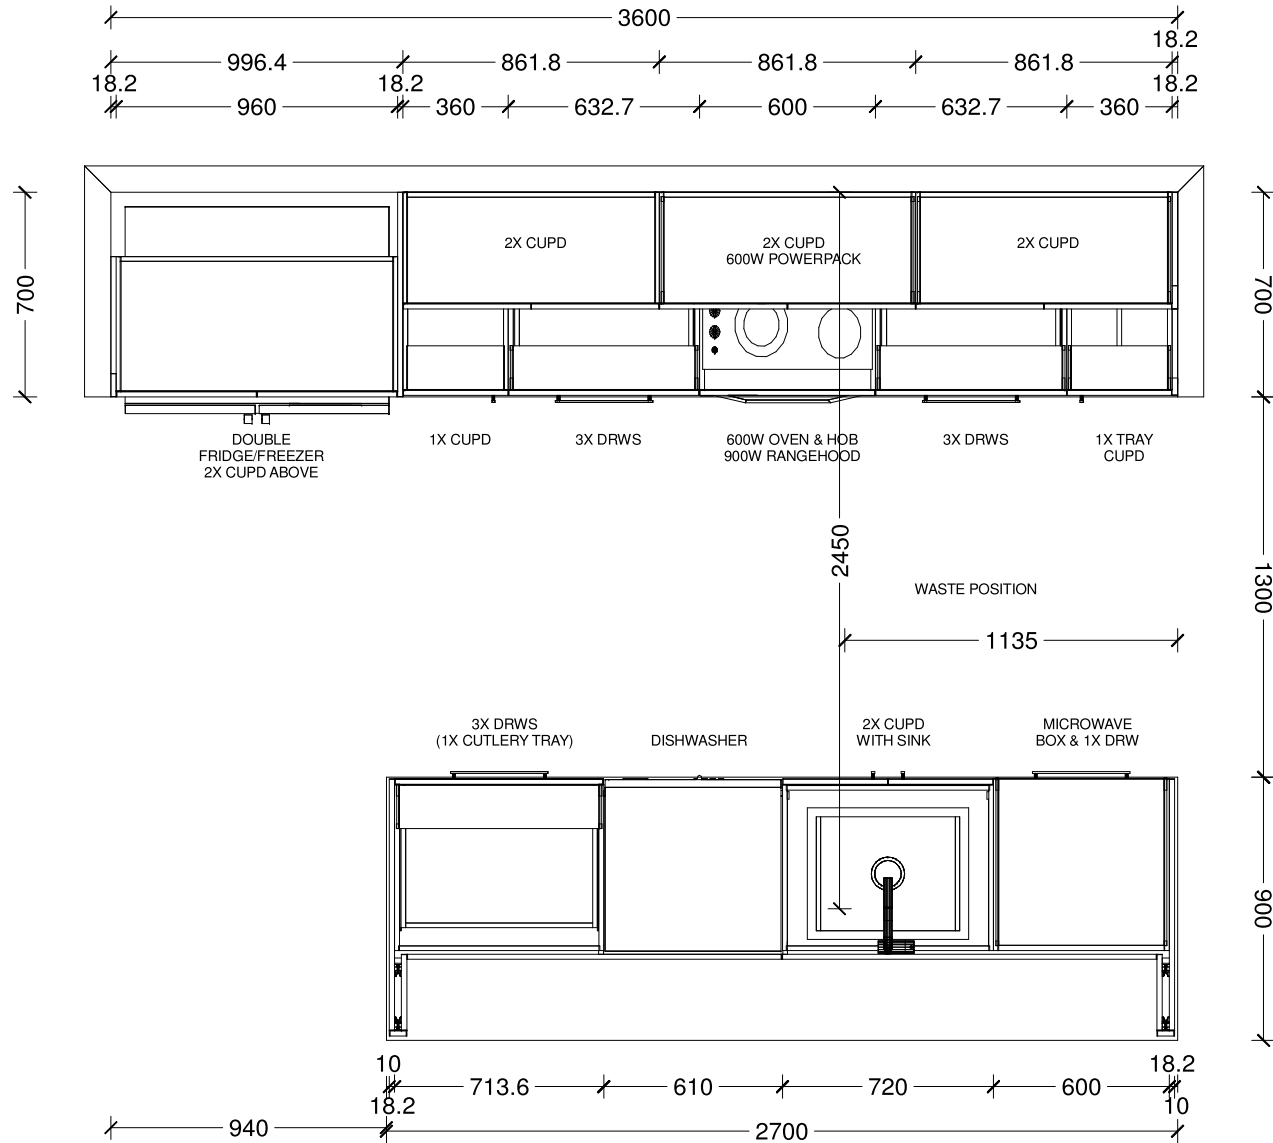 3600
18.2
996.4
861.8
861.8
861.8
18.2
18.2
18.2
960
360
632.7
600
632.7
360
2X CUPD
2X CUPD
600W POWERPACK
2X CUPD
700
700
DOUBLE
FRIDGE/FREEZER
2X CUPD ABOVE
1X CUPD
3X DRWS
600W OVEN & HOB
900W RANGEHOOD
3X DRWS
1X TRAY
CUPD
2450
1300
WASTE POSITION
1135
3X DRWS
(1X CUTLERY TRAY)
DISHWASHER
2X CUPD
WITH SINK
MICROWAVE
BOX & 1X DRW
900
10
18.2
713.6
610
720
600
18.2
10
940
2700